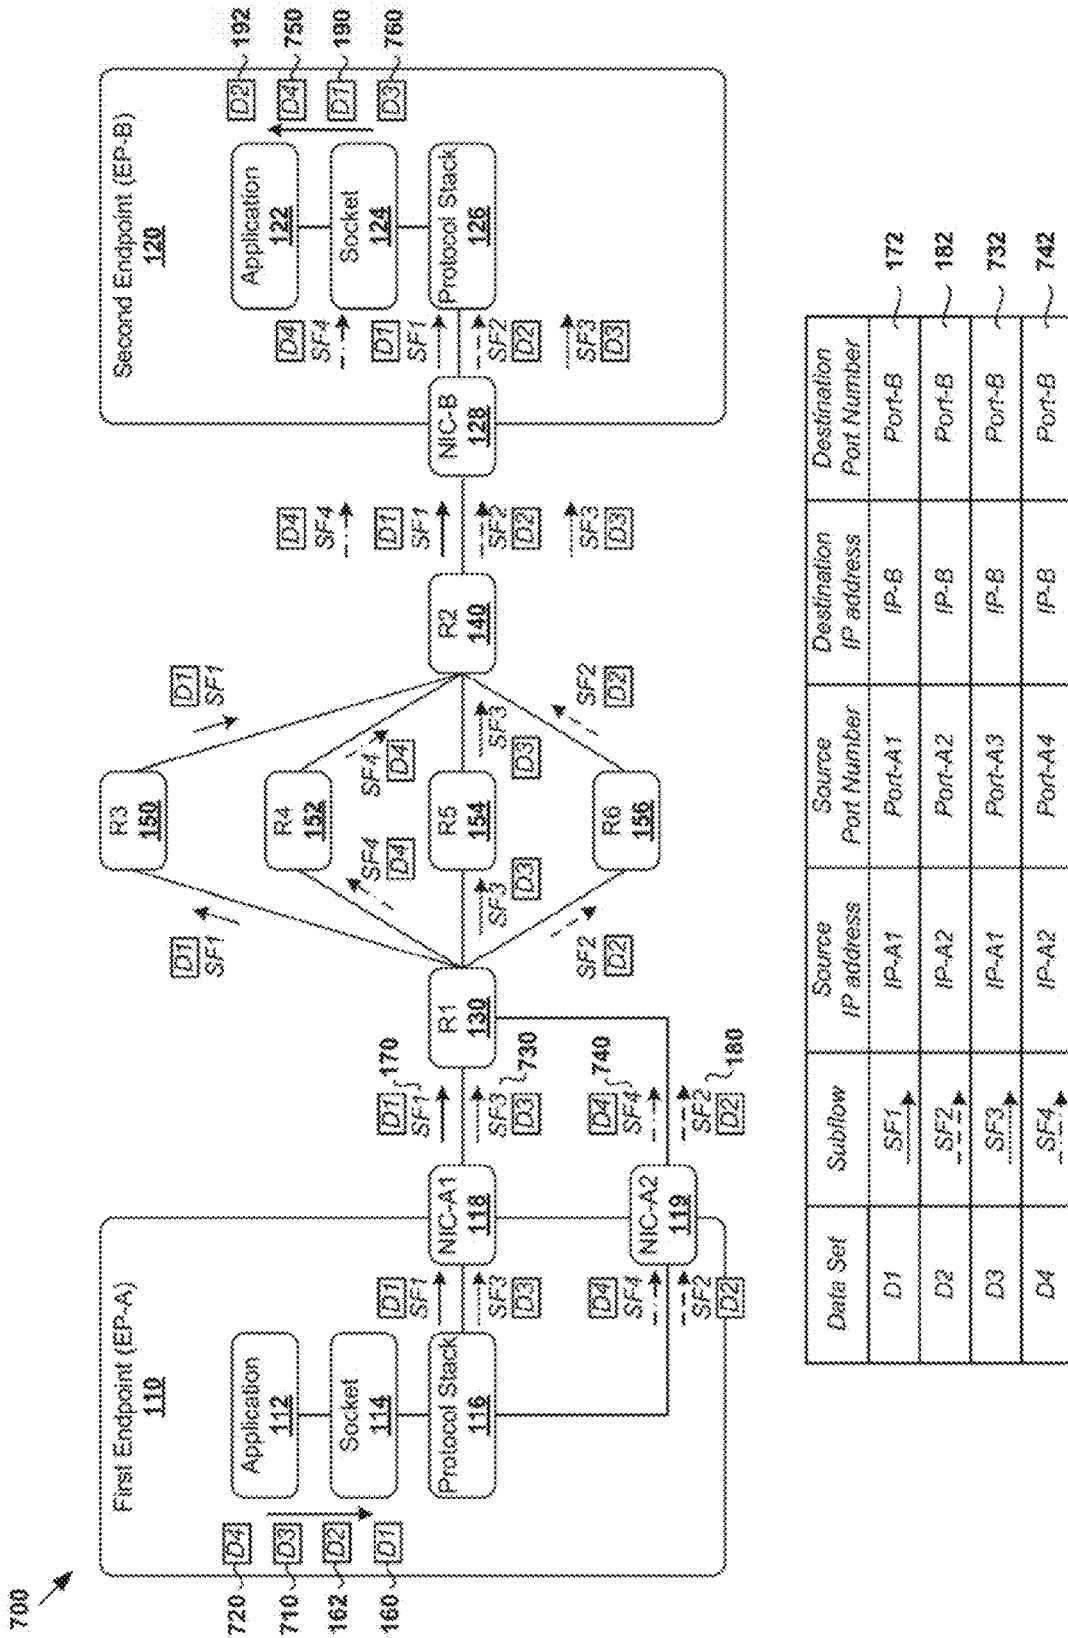 700
First Endpoint (EP-A)
110
Application
112
Socket
114
Protocol Stack
116
D4
D3
D2
D1
720
710
162
160
D1
SF1
SF3
D3
D4
SF4
SF2
D2
NIC-A1
118
NIC-A2
119
D1
SF1
170
SF3
D3
730
D4
SF4
740
SF2
D2
180
R1
130
D1
SF1
SF4
D4
SF3
D3
SF2
D2
R3
150
R4
152
R5
154
R6
156
D1
SF1
SF4
D4
SF3
D3
SF2
D2
R2
140
D4
SF4
D1
SF1
SF2
D2
SF3
D3
NIC-B
128
Second Endpoint (EP-B)
120
D4
SF4
D1
SF1
SF2
D2
SF3
D3
Application
122
Socket
124
Protocol Stack
126
D2
D4
D1
D3
192
750
190
760
Data Set Subflow Source IP address Source Port Number Destination IP address Destination Port Number
D1 SF1 IP-A1 Port-A1 IP-B Port-B 172
D2 SF2 IP-A2 Port-A2 IP-B Port-B 182
D3 SF3 IP-A1 Port-A3 IP-B Port-B 732
D4 SF4 IP-A2 Port-A4 IP-B Port-B 742